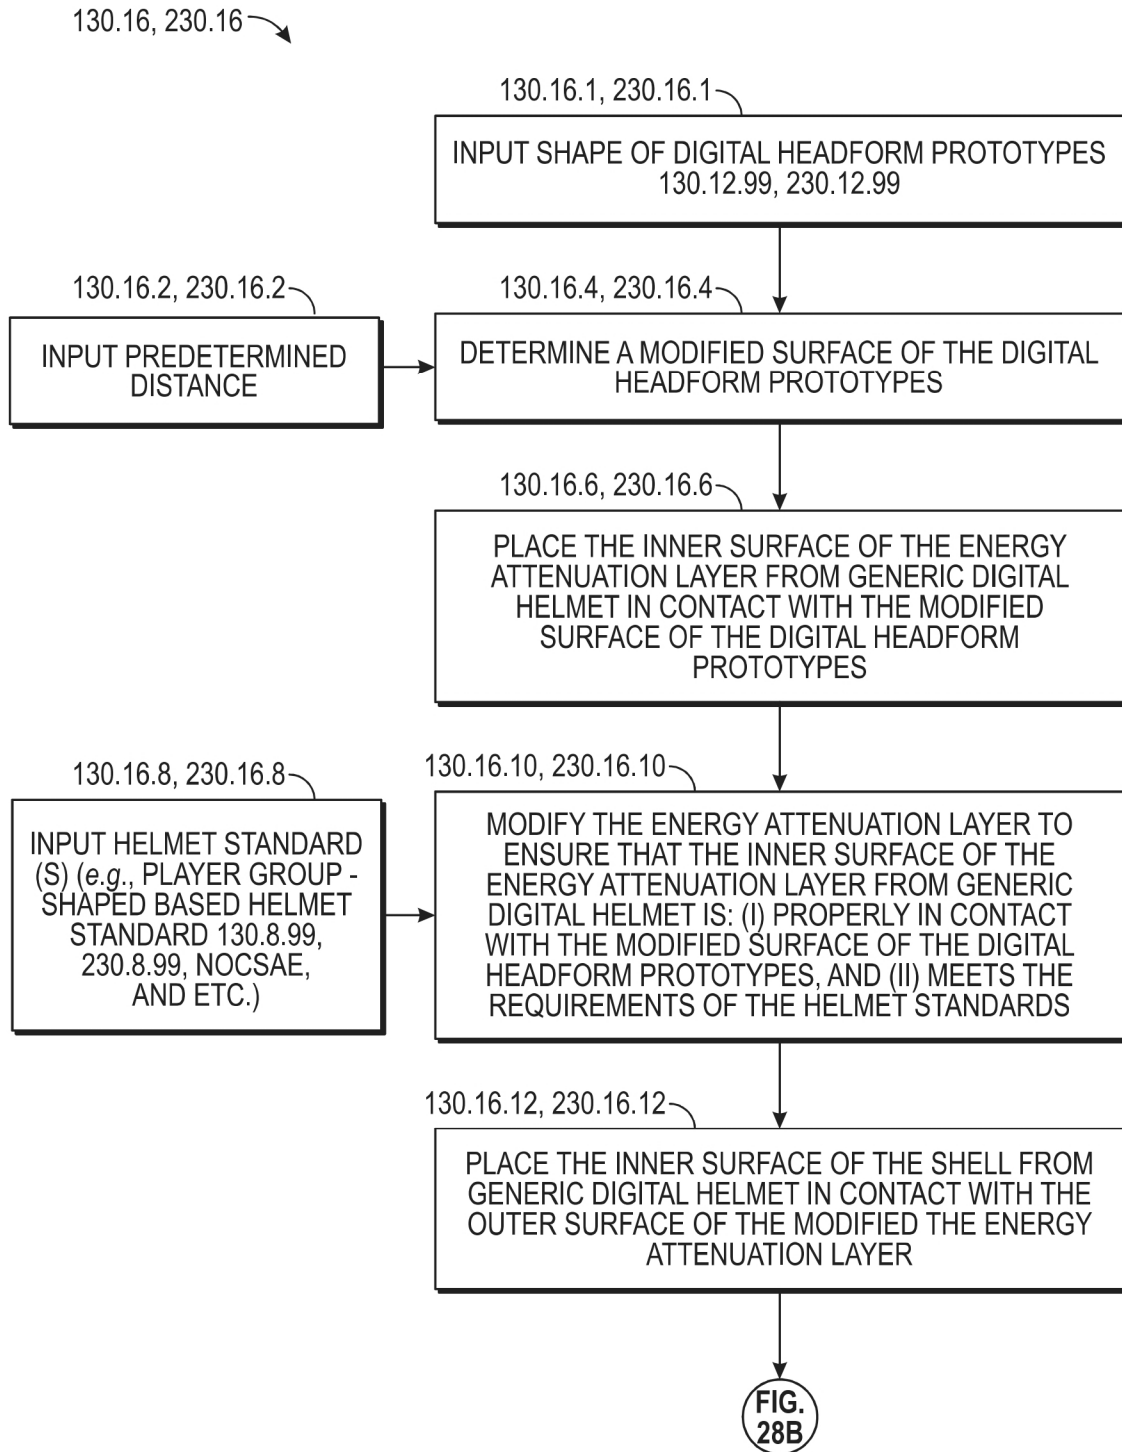 130.16, 230.16
130.16.1, 230.16.1
INPUT SHAPE OF DIGITAL HEADFORM PROTOTYPES
130.12.99, 230.12.99
130.16.2, 230.16.2
INPUT PREDETERMINED
DISTANCE
130.16.4, 230.16.4
DETERMINE A MODIFIED SURFACE OF THE DIGITAL
HEADFORM PROTOTYPES
130.16.6, 230.16.6
PLACE THE INNER SURFACE OF THE ENERGY
ATTENUATION LAYER FROM GENERIC DIGITAL
HELMET IN CONTACT WITH THE MODIFIED
SURFACE OF THE DIGITAL HEADFORM
PROTOTYPES
130.16.8, 230.16.8
INPUT HELMET STANDARD
(S) (e.g., PLAYER GROUP -
SHAPED BASED HELMET
STANDARD 130.8.99,
230.8.99, NOCSAE,
AND ETC.)
130.16.10, 230.16.10
MODIFY THE ENERGY ATTENUATION LAYER TO
ENSURE THAT THE INNER SURFACE OF THE
ENERGY ATTENUATION LAYER FROM GENERIC
DIGITAL HELMET IS: (I) PROPERLY IN CONTACT
WITH THE MODIFIED SURFACE OF THE DIGITAL
HEADFORM PROTOTYPES, AND (II) MEETS THE
REQUIREMENTS OF THE HELMET STANDARDS
130.16.12, 230.16.12
PLACE THE INNER SURFACE OF THE SHELL FROM
GENERIC DIGITAL HELMET IN CONTACT WITH THE
OUTER SURFACE OF THE MODIFIED THE ENERGY
ATTENUATION LAYER
FIG.
28B